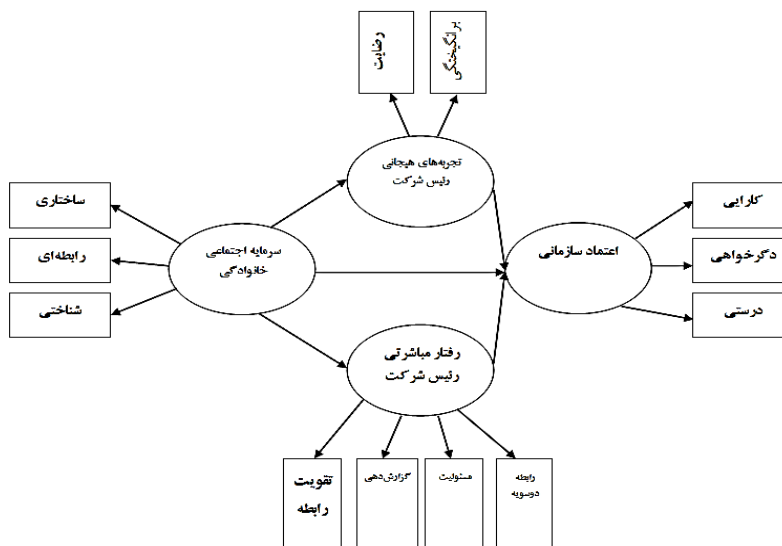 رضایت
برانگیختگی
تجربه‌های هیجانی
رئیس شرکت
ساختاری
رابطه‌ای
شناختی
سرمایه اجتماعی
خانوادگی
اعتماد سازمانی
کارایی
دگرخواهی
درستی
رفتار مباشرتی
رئیس شرکت
رابطه
دوسویه
مسئولیت
گزارش‌دهی
تقویت
رابطه